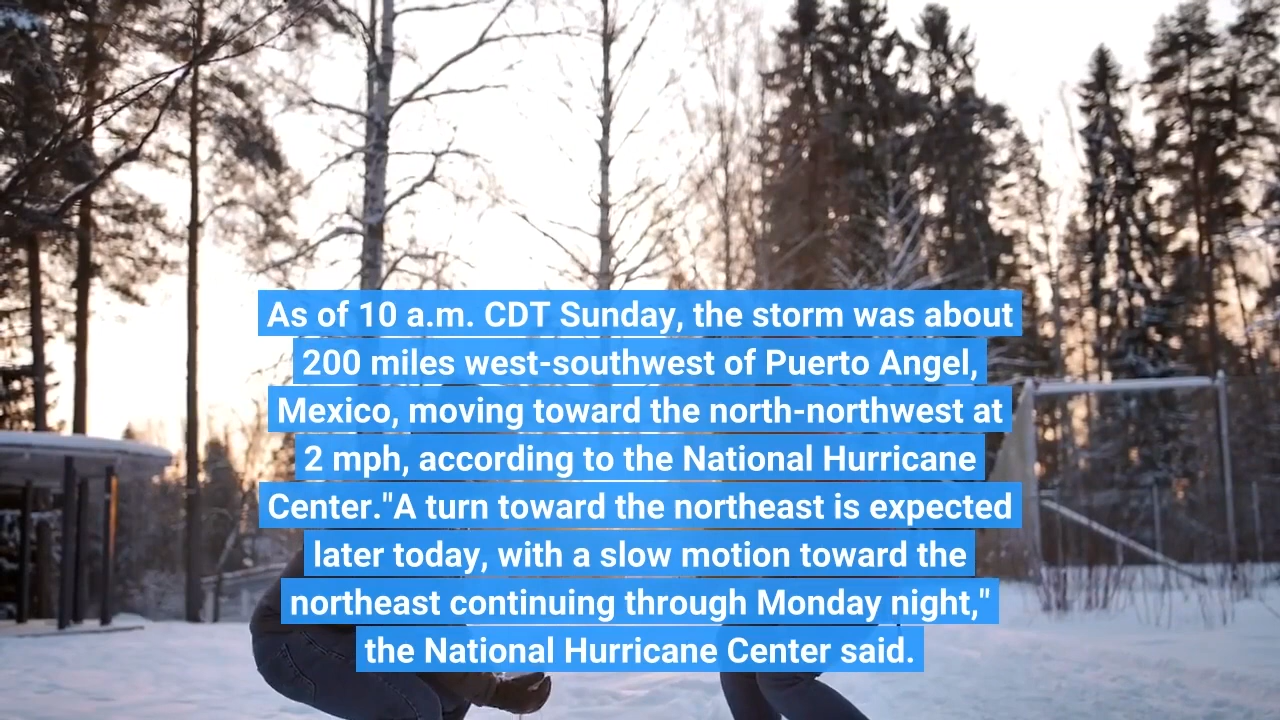 As of 10 a.m. CDT Sunday, the storm was about
200 miles west-southwest of Puerto Angel,
Mexico, moving toward the north-northwest at
2 mph, according to the National Hurricane
Center."A turn toward the northeast is expected
later today, with a slow motion toward the
northeast continuing through Monday night,"
the National Hurricane Center said.